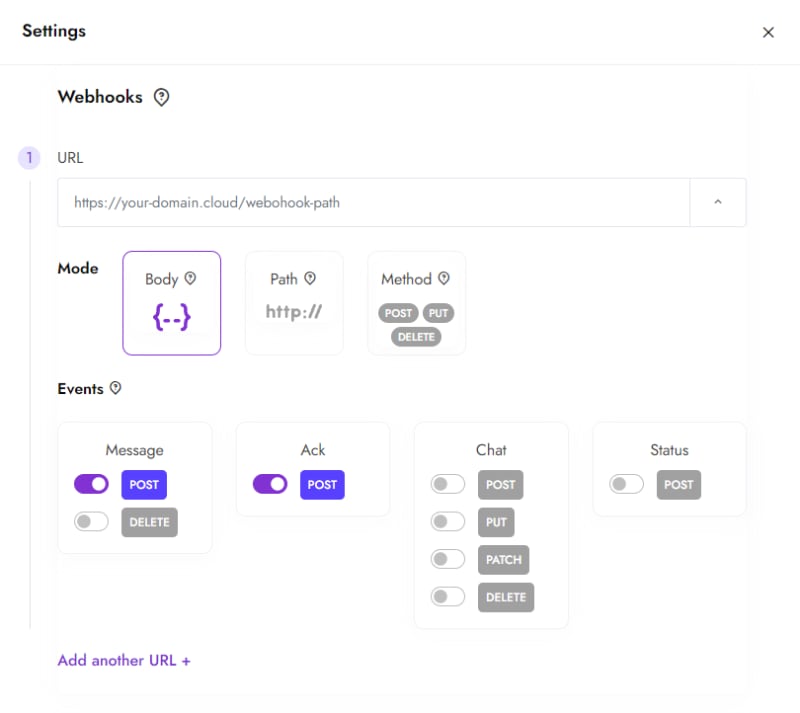 Settings
Webhooks
1 URL
https://your-domain.cloud/webohook-path
Mode
Body
{--}
Path
http://
Method
POST PUT
DELETE
Events
Message
POST
DELETE
Ack
POST
Chat
POST
PUT
PATCH
DELETE
Status
POST
Add another URL +